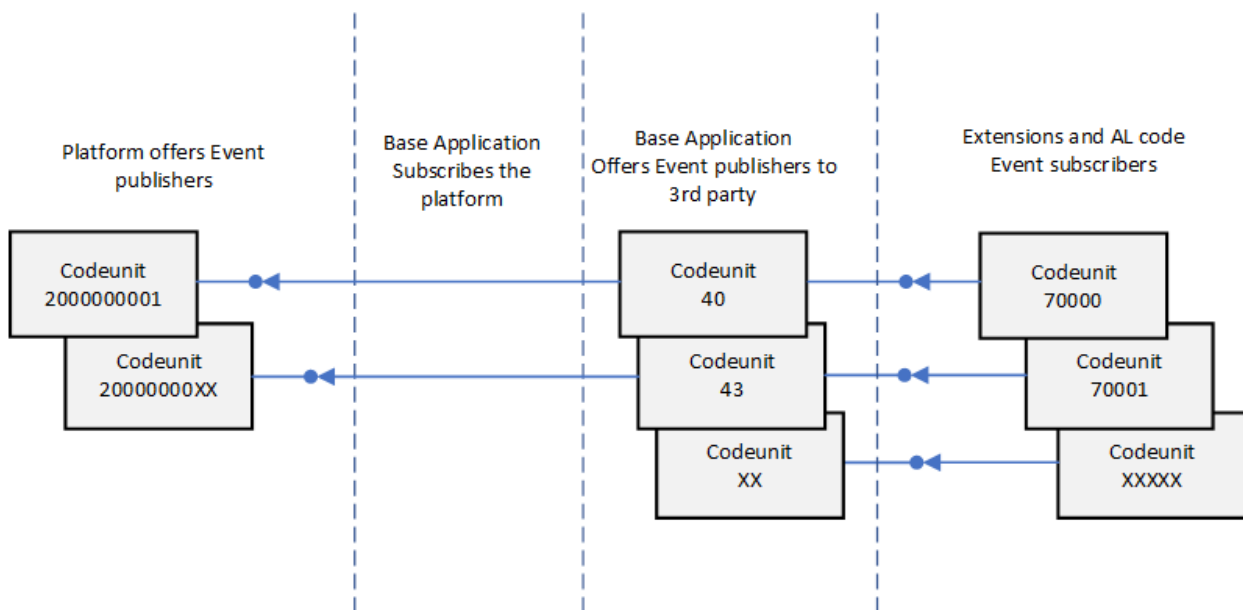 Platform offers Event
publishers
Base Application
Subscribes the
platform
Base Application
Offers Event publishers to
3rd party
Extensions and AL code
Event subscribers
Codeunit
2000000001
Codeunit
20000000XX
Codeunit
40
Codeunit
43
Codeunit
XX
Codeunit
70000
Codeunit
70001
Codeunit
XXXXX